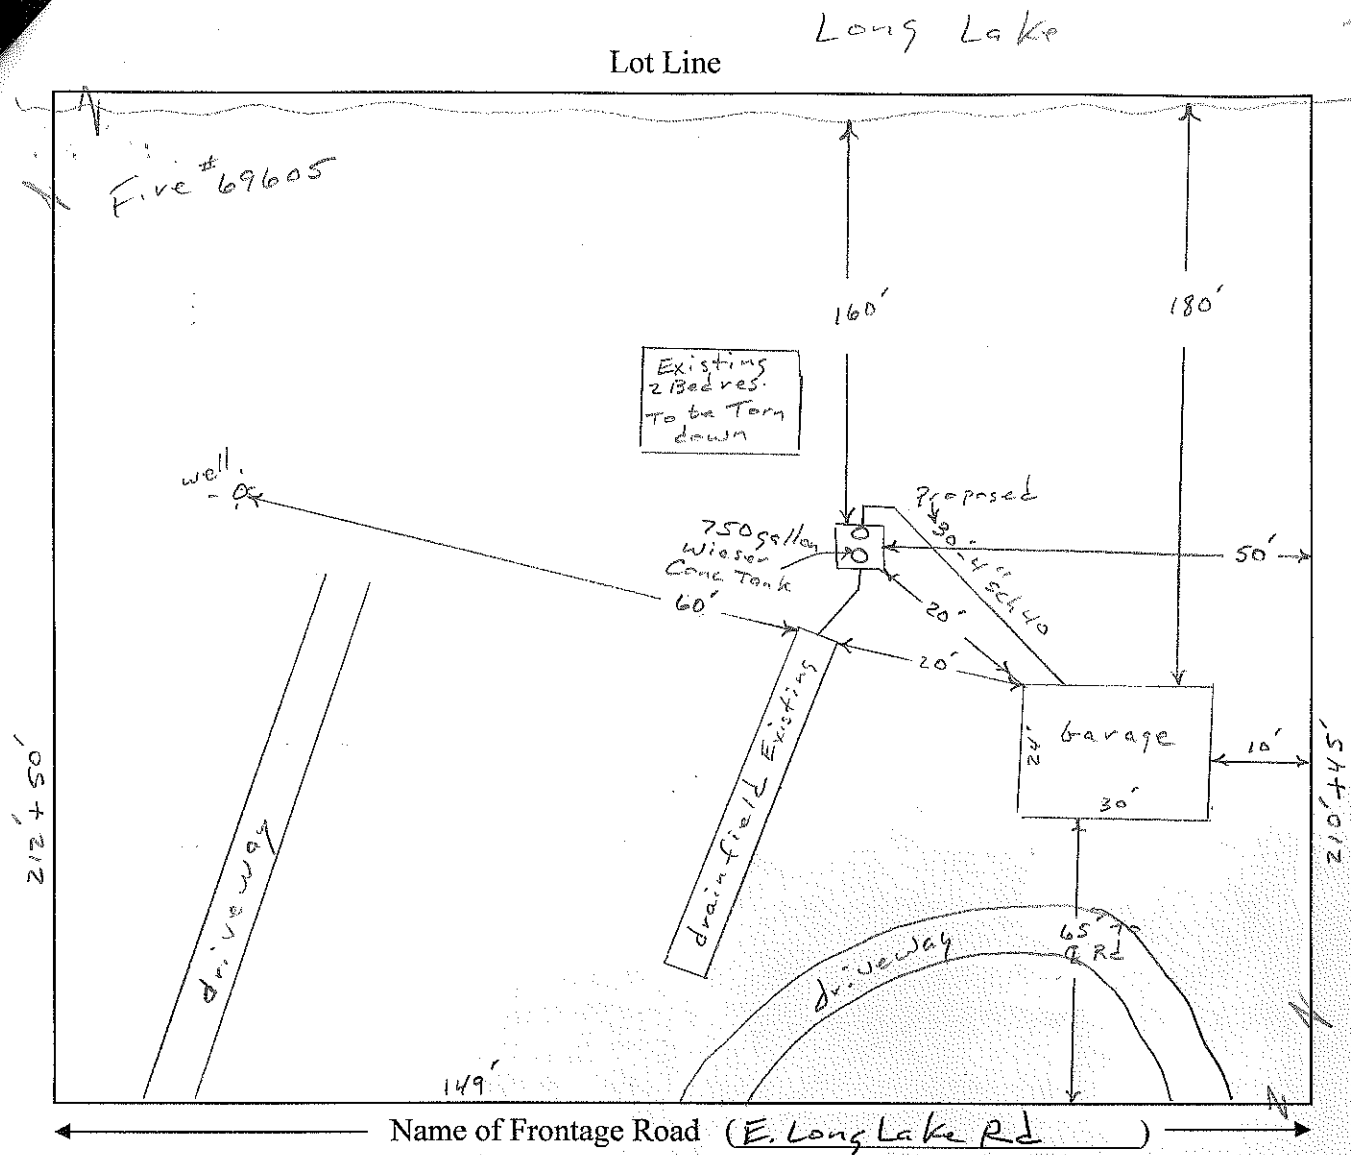 Long Lake
Lot Line
N
Fire #69605
160'
180'
Existing
2 Bed res.
To be Torn
down
well
Proposed
30'-4" sch 40
750 gallon
Wieser
Conc Tank
50'
60'
20'
20'
Garage
24'
30'
10'
drainfield Existing
212' + 50'
210' + 45'
driveway
driveway
65' to
℄ Rd
149'
N
Name of Frontage Road (E. Long Lake Rd)